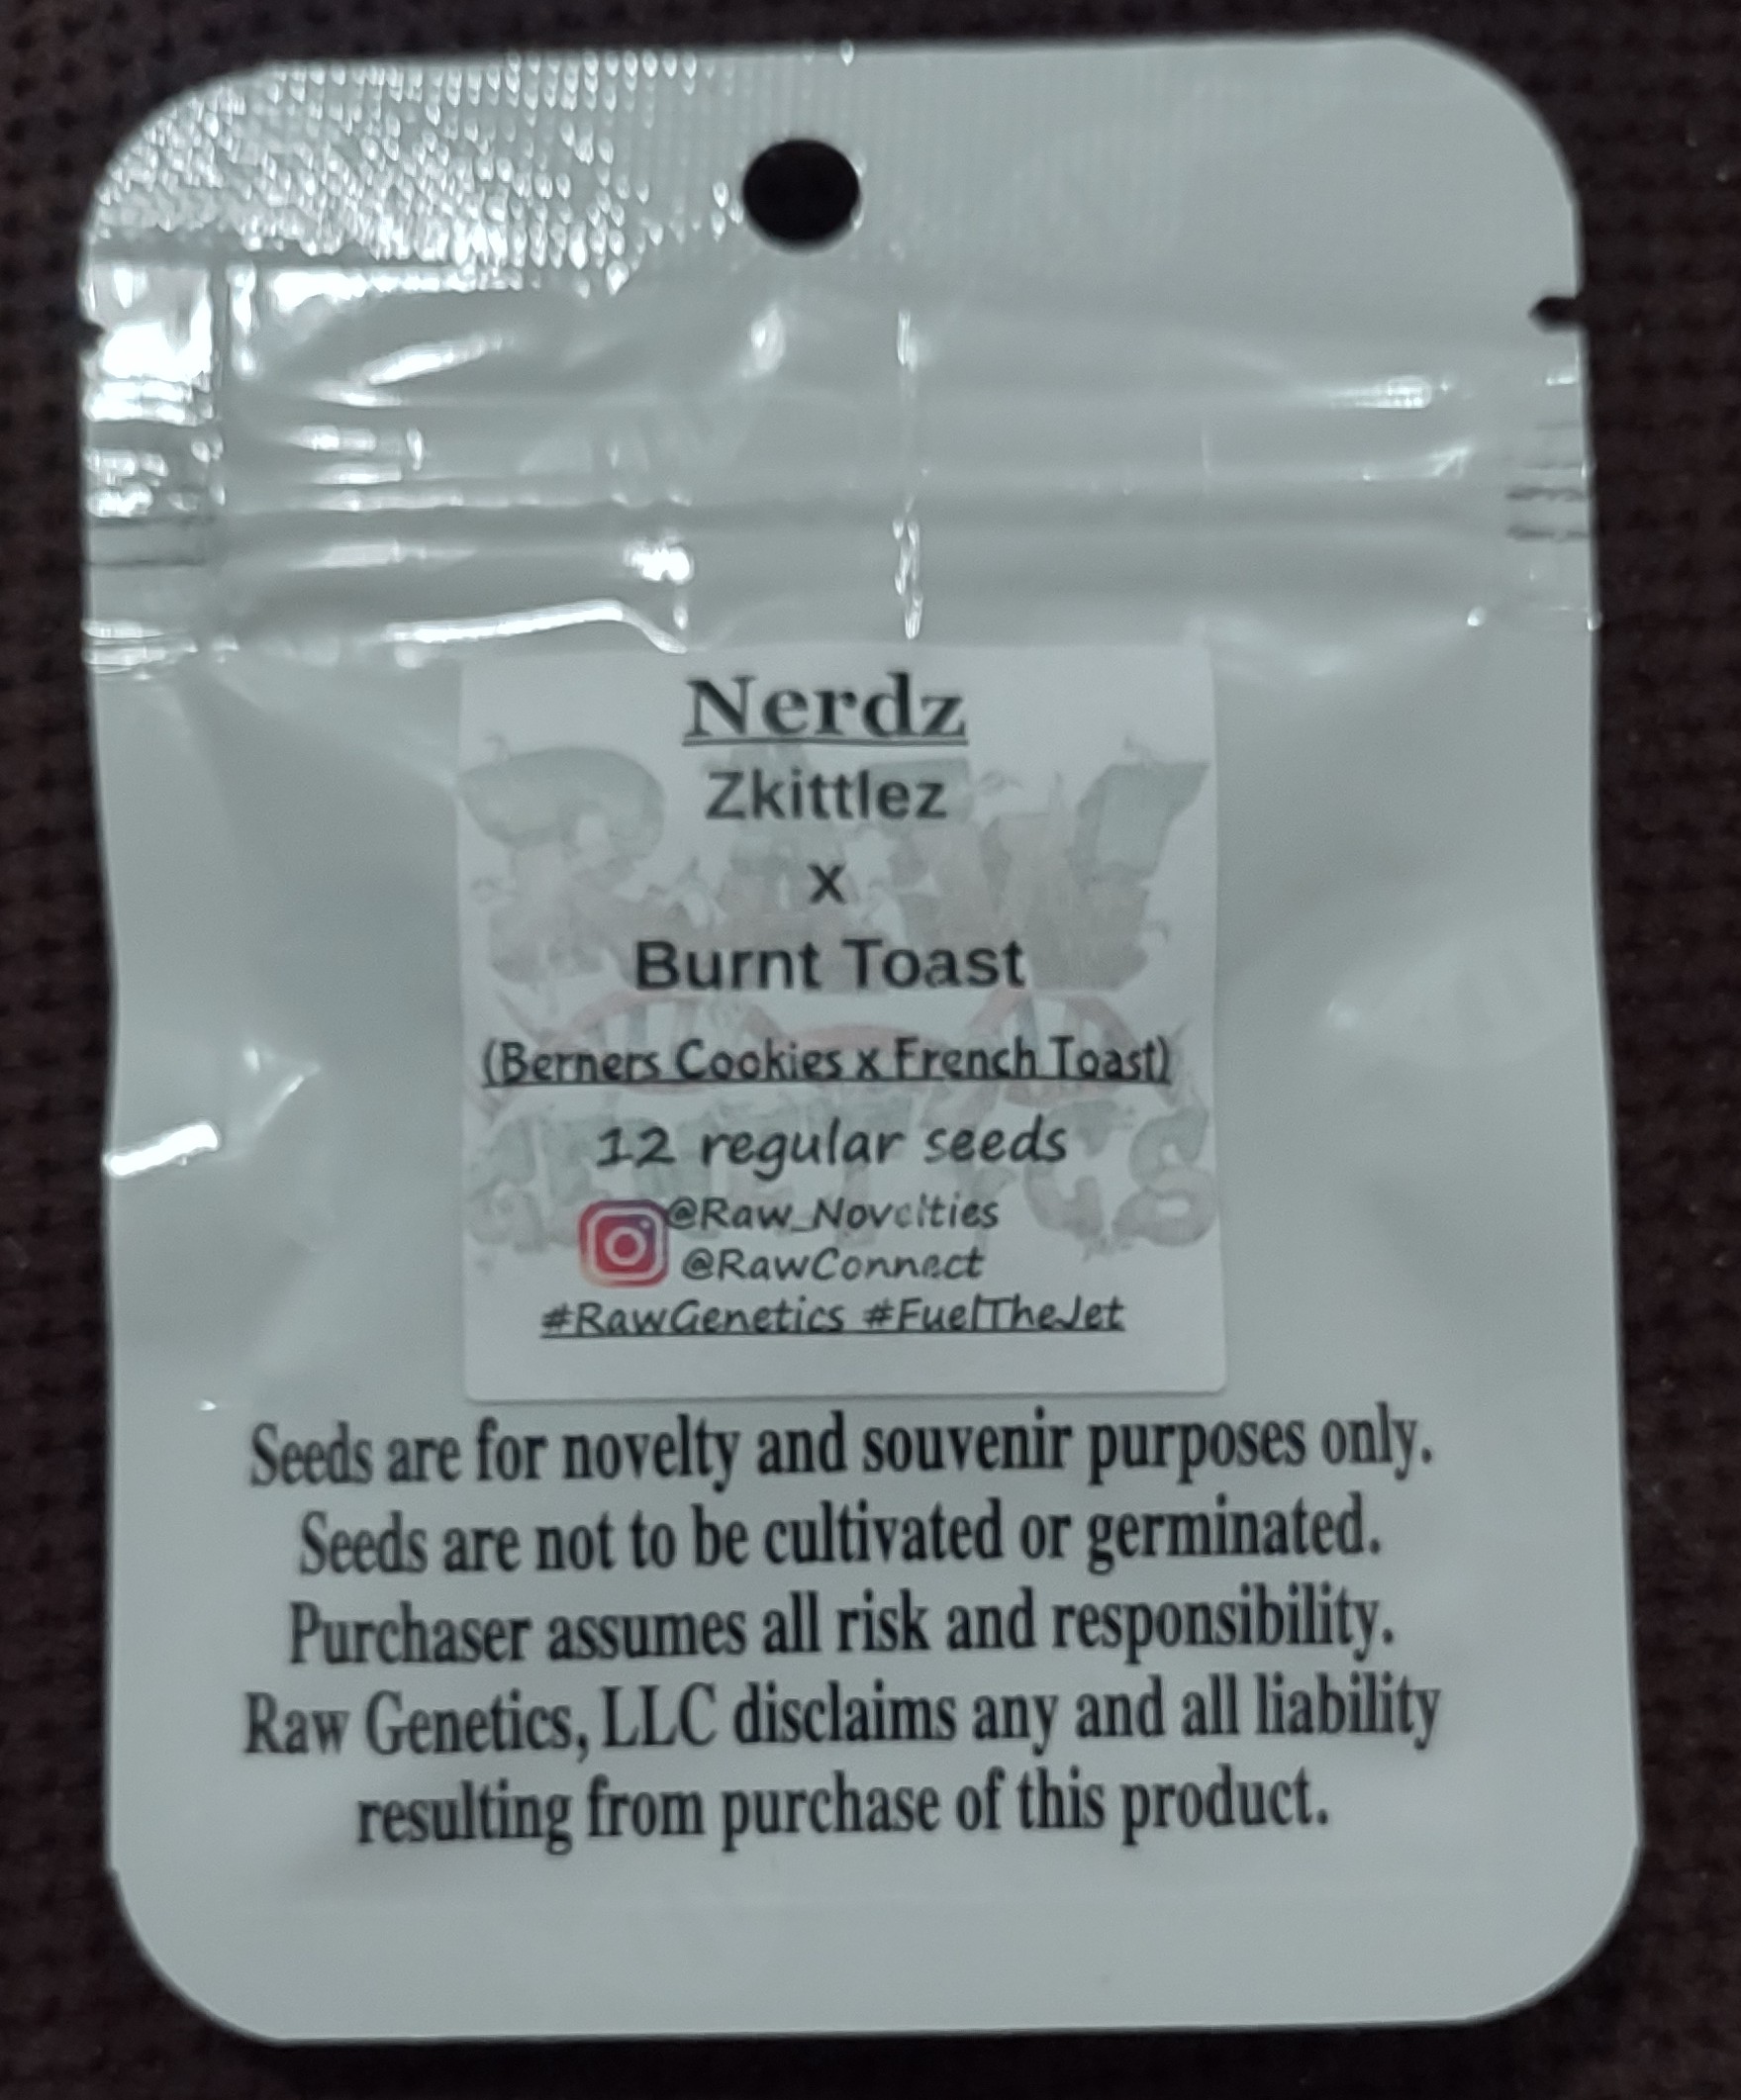 Nerdz
Zkittlez
x
Burnt Toast
(Berners Cookies x French Toast)
12 regular seeds
@Raw_Novelties
@RawConnect
#RawGenetics #FuelTheJet
RAW
GENETICS
Seeds are for novelty and souvenir purposes only.
Seeds are not to be cultivated or germinated.
Purchaser assumes all risk and responsibility.
Raw Genetics, LLC disclaims any and all liability
resulting from purchase of this product.